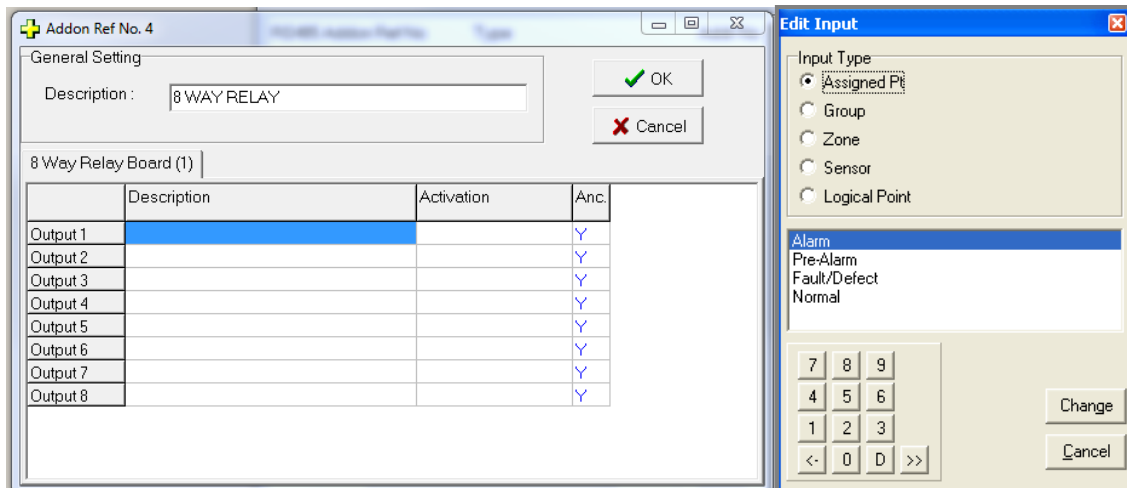 Addon Ref No. 4
General Setting
Description :
8 WAY RELAY
OK
Cancel
8 Way Relay Board (1)
Description Activation Anc.
Output 1 Y
Output 2 Y
Output 3 Y
Output 4 Y
Output 5 Y
Output 6 Y
Output 7 Y
Output 8 Y
Edit Input
Input Type
Assigned Pt
Group
Zone
Sensor
Logical Point
Alarm
Pre-Alarm
Fault/Defect
Normal
7 8 9
4 5 6
1 2 3
<- 0 D >>
Change
Cancel